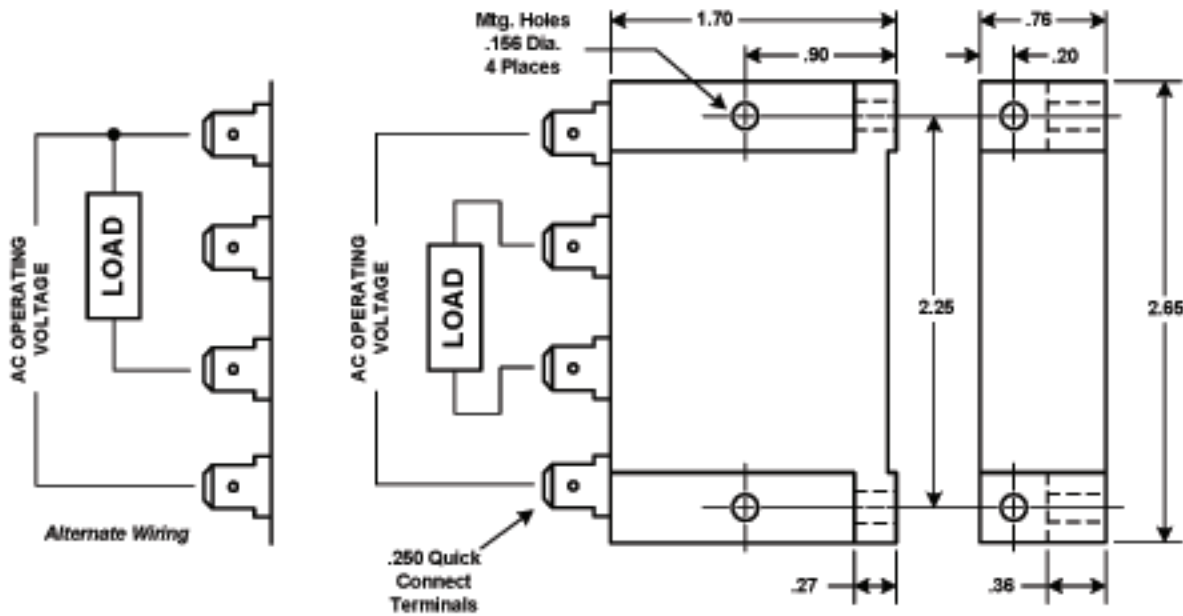 Mtg. Holes
.156 Dia.
4 Places
1.70
.90
.76
.20
AC OPERATING
VOLTAGE
LOAD
AC OPERATING
VOLTAGE
LOAD
2.25
2.65
Alternate Wiring
.250 Quick
Connect
Terminals
.27
.36